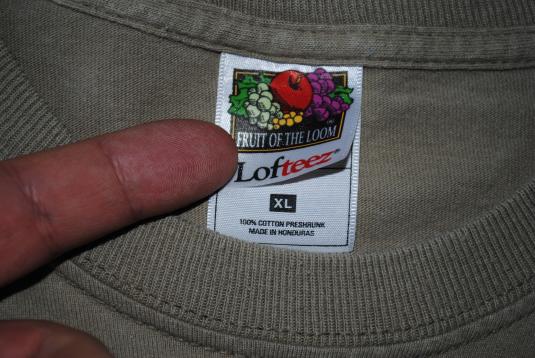 FRUIT OF THE LOOM
Lofteez
XL
100% COTTON PRESHRUNK
MADE IN HONDURAS